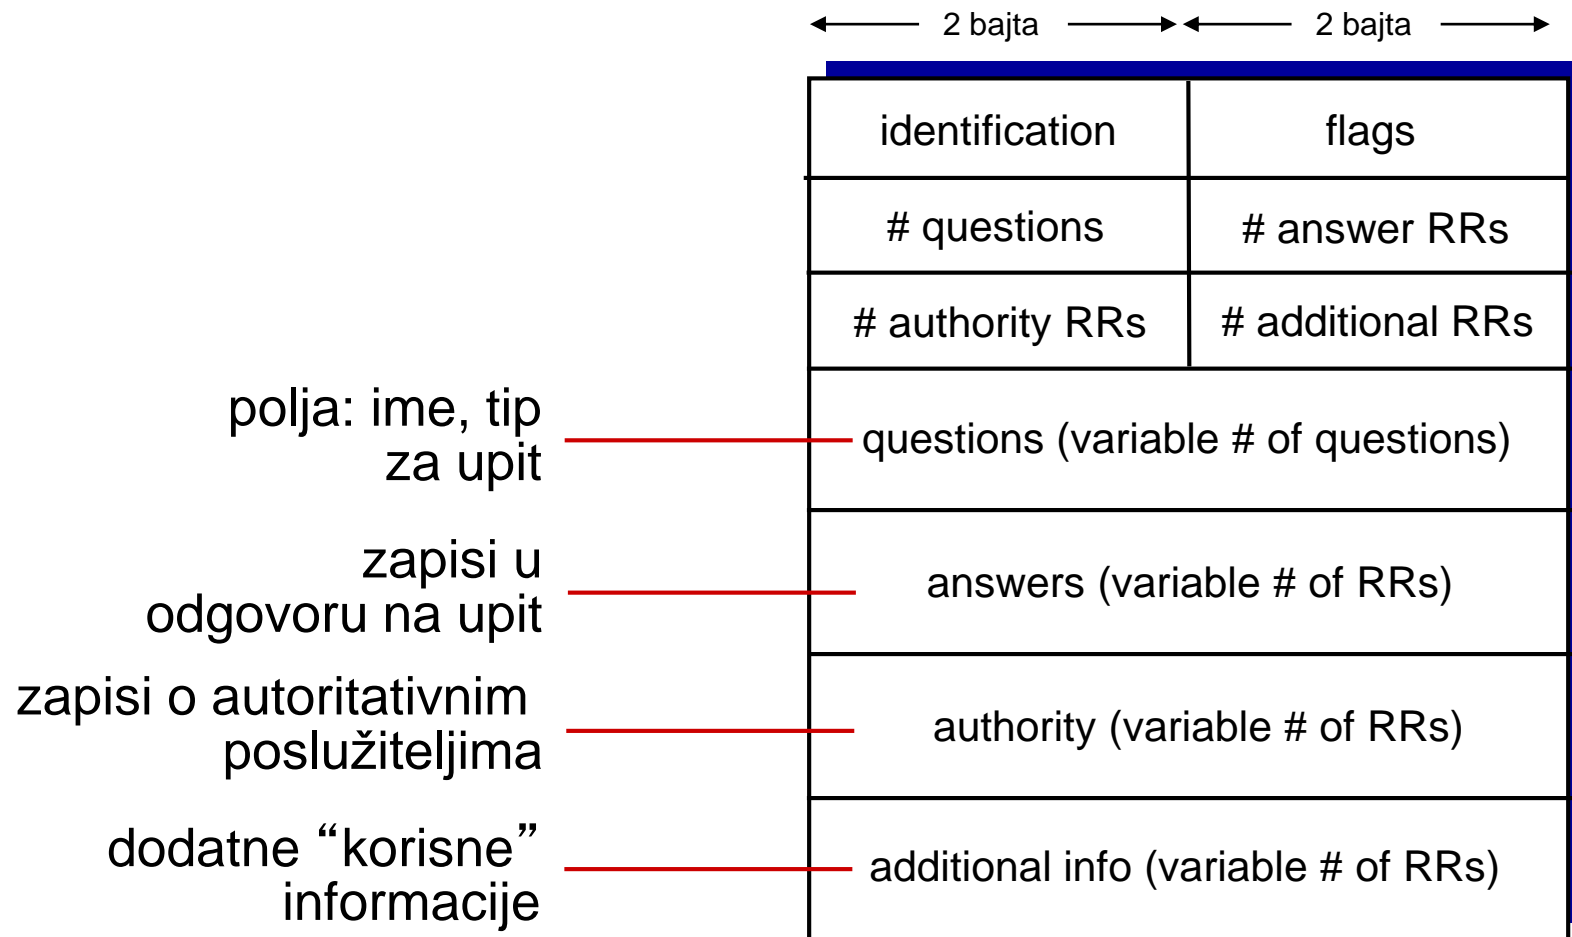 2 bajta 2 bajta
identification flags
# questions # answer RRs
# authority RRs # additional RRs
polja: ime, tip
za upit
questions (variable # of questions)
zapisi u
odgovoru na upit
answers (variable # of RRs)
zapisi o autoritativnim
poslužiteljima
authority (variable # of RRs)
dodatne “korisne”
informacije
additional info (variable # of RRs)